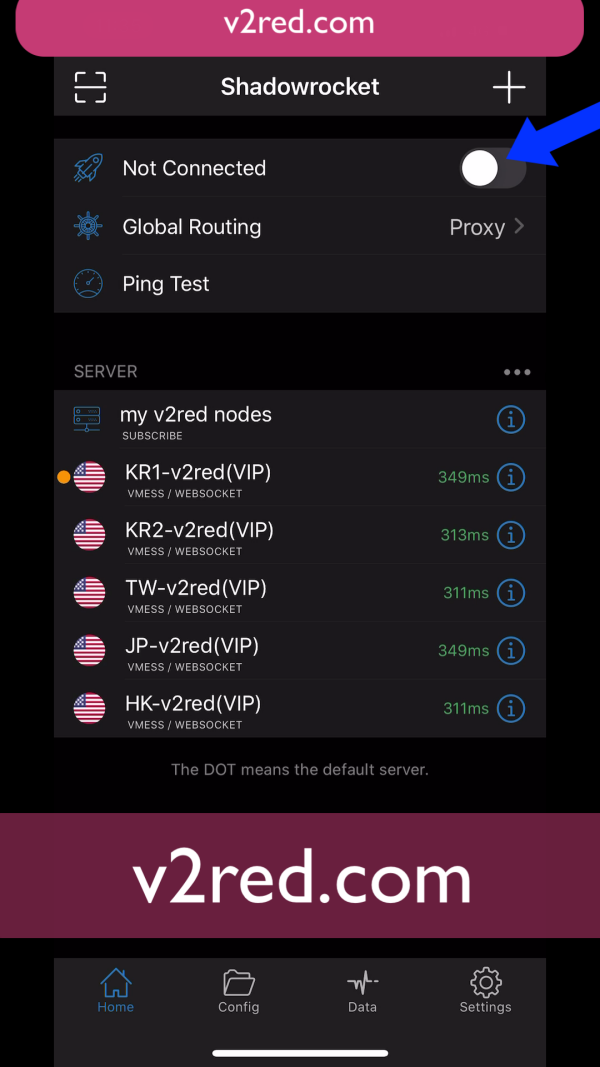 v2red.com
Shadowrocket
Not Connected
Global Routing Proxy
Ping Test
SERVER
my v2red nodes
SUBSCRIBE
KR1-v2red(VIP) 349ms
VMESS / WEBSOCKET
KR2-v2red(VIP) 313ms
VMESS / WEBSOCKET
TW-v2red(VIP) 311ms
VMESS / WEBSOCKET
JP-v2red(VIP) 349ms
VMESS / WEBSOCKET
HK-v2red(VIP) 311ms
VMESS / WEBSOCKET
The DOT means the default server.
v2red.com
Home Config Data Settings